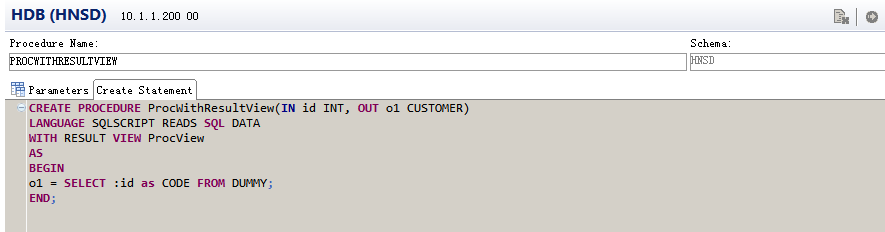 HDB (HNSD) 10.1.1.200 00
Procedure Name: Schema:
PROCWITHRESULTVIEW HNSD
Parameters Create Statement
CREATE PROCEDURE ProcWithResultView(IN id INT, OUT o1 CUSTOMER)
LANGUAGE SQLSCRIPT READS SQL DATA
WITH RESULT VIEW ProcView
AS
BEGIN
o1 = SELECT :id as CODE FROM DUMMY;
END;